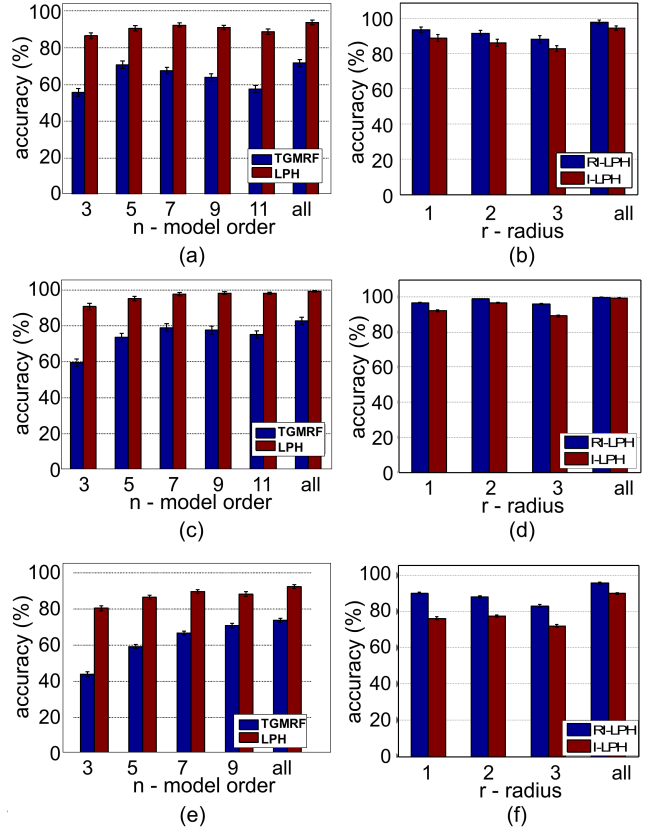 accuracy (%)
100
80
60
40
20
0
TGMRF
LPH
3 5 7 9 11 all
n - model order
(a)
accuracy (%)
100
80
60
40
20
0
RI-LPH
I-LPH
1 2 3 all
r - radius
(b)
accuracy (%)
100
80
60
40
20
0
TGMRF
LPH
3 5 7 9 11 all
n - model order
(c)
accuracy (%)
100
80
60
40
20
0
RI-LPH
I-LPH
1 2 3 all
r - radius
(d)
accuracy (%)
100
80
60
40
20
0
TGMRF
LPH
3 5 7 9 all
n - model order
(e)
accuracy (%)
100
80
60
40
20
0
RI-LPH
I-LPH
1 2 3 all
r - radius
(f)